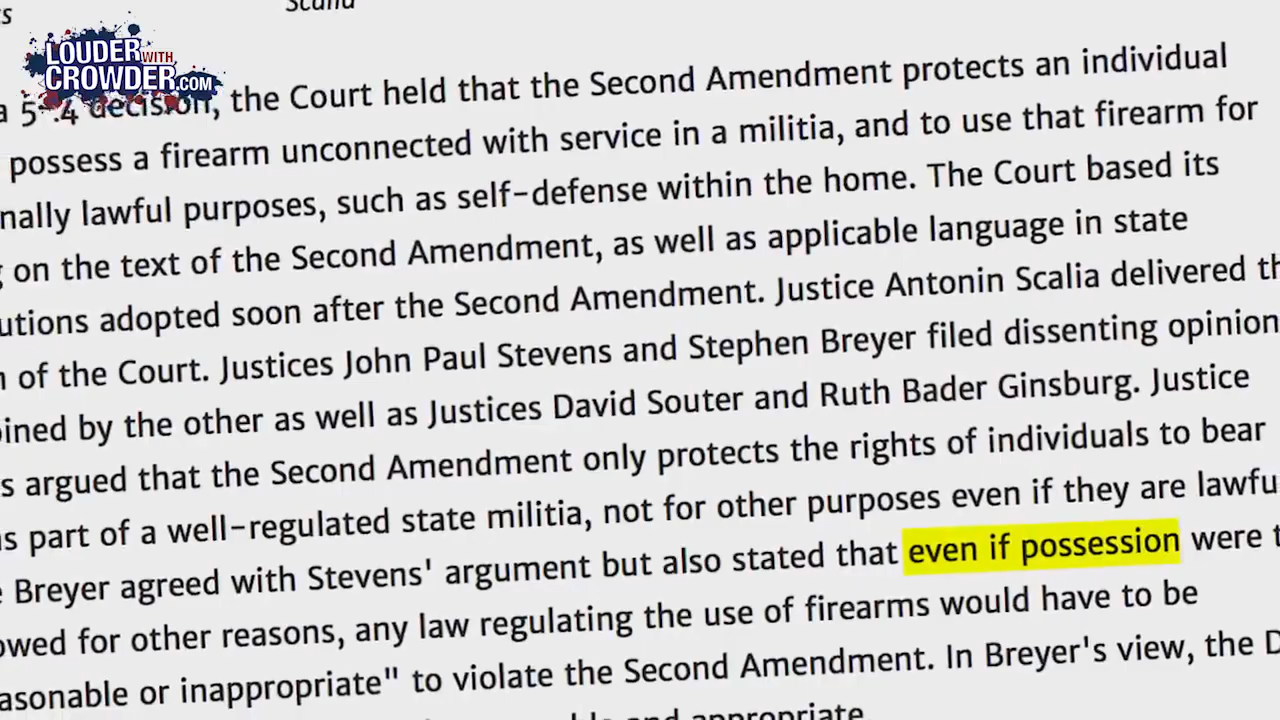 Scalia
LOUDER WITH
CROWDER.COM
a 5-4 decision, the Court held that the Second Amendment protects an individual
possess a firearm unconnected with service in a militia, and to use that firearm for
nally lawful purposes, such as self-defense within the home. The Court based its
on the text of the Second Amendment, as well as applicable language in state
utions adopted soon after the Second Amendment. Justice Antonin Scalia delivered th
of the Court. Justices John Paul Stevens and Stephen Breyer filed dissenting opinion
oined by the other as well as Justices David Souter and Ruth Bader Ginsburg. Justice
s argued that the Second Amendment only protects the rights of individuals to bear
as part of a well-regulated state militia, not for other purposes even if they are lawfu
e Breyer agreed with Stevens' argument but also stated that even if possession were t
owed for other reasons, any law regulating the use of firearms would have to be
asonable or inappropriate" to violate the Second Amendment. In Breyer's view, the D
and appropriate.